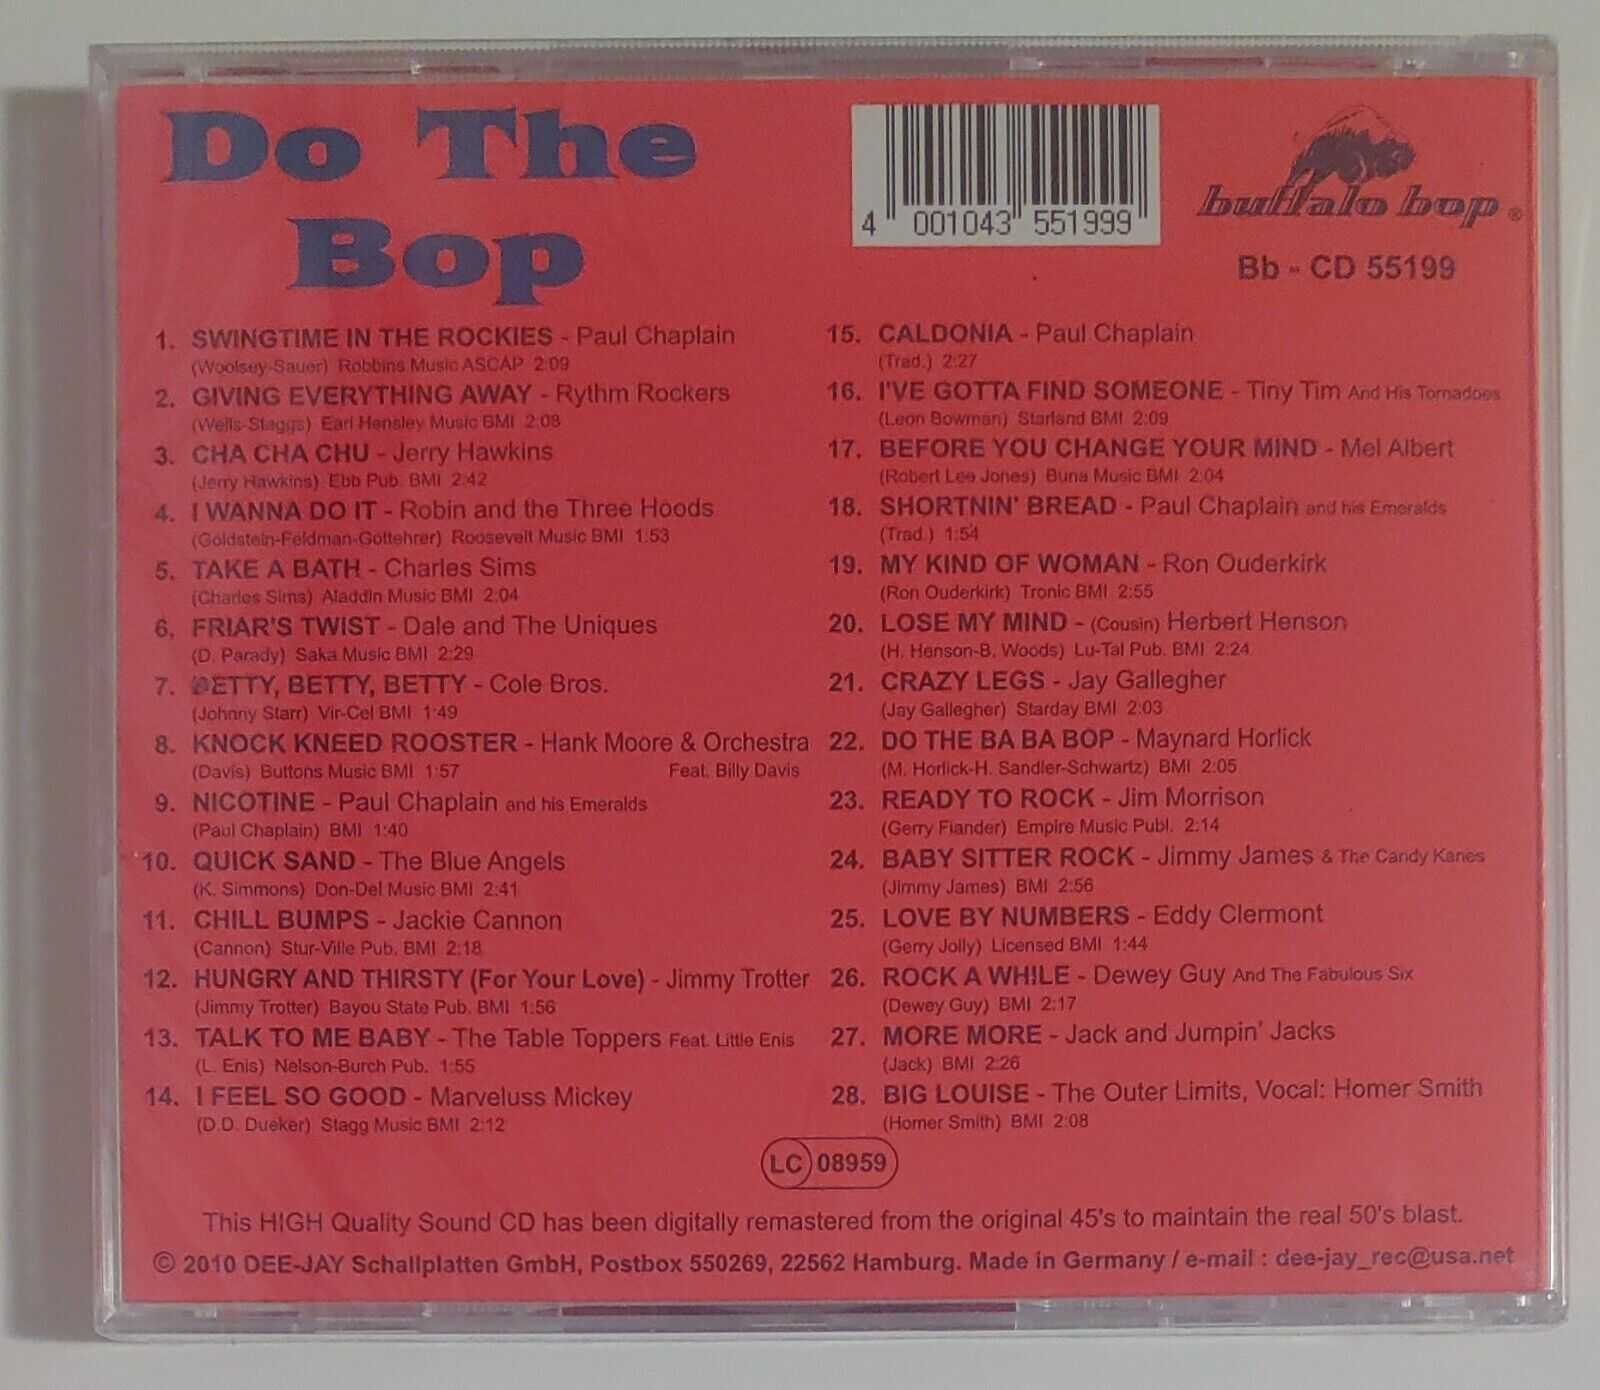 Do The
Bop
4 001043 551999
buffalo bop ®
Bb - CD 55199
1. SWINGTIME IN THE ROCKIES - Paul Chaplain
(Woolsey-Sauer) Robbins Music ASCAP 2:09
2. GIVING EVERYTHING AWAY - Rythm Rockers
(Wells-Staggs) Earl Hensley Music BMI 2:08
3. CHA CHA CHU - Jerry Hawkins
(Jerry Hawkins) Ebb Pub. BMI 2:42
4. I WANNA DO IT - Robin and the Three Hoods
(Goldstein-Feldman-Gottehrer) Roosevelt Music BMI 1:53
5. TAKE A BATH - Charles Sims
(Charles Sims) Aladdin Music BMI 2:04
6. FRIAR'S TWIST - Dale and The Uniques
(D. Parady) Saka Music BMI 2:29
7. BETTY, BETTY, BETTY - Cole Bros.
(Johnny Starr) Vir-Cel BMI 1:49
8. KNOCK KNEED ROOSTER - Hank Moore & Orchestra
(Davis) Buttons Music BMI 1:57 Feat. Billy Davis
9. NICOTINE - Paul Chaplain and his Emeralds
(Paul Chaplain) BMI 1:40
10. QUICK SAND - The Blue Angels
(K. Simmons) Don-Del Music BMI 2:41
11. CHILL BUMPS - Jackie Cannon
(Cannon) Stur-Ville Pub. BMI 2:18
12. HUNGRY AND THIRSTY (For Your Love) - Jimmy Trotter
(Jimmy Trotter) Bayou State Pub. BMI 1:56
13. TALK TO ME BABY - The Table Toppers Feat. Little Enis
(L. Enis) Nelson-Burch Pub. 1:55
14. I FEEL SO GOOD - Marveluss Mickey
(D.D. Dueker) Stagg Music BMI 2:12
15. CALDONIA - Paul Chaplain
(Trad.) 2:27
16. I'VE GOTTA FIND SOMEONE - Tiny Tim And His Tornadoes
(Leon Bowman) Starland BMI 2:09
17. BEFORE YOU CHANGE YOUR MIND - Mel Albert
(Robert Lee Jones) Buna Music BMI 2:04
18. SHORTNIN' BREAD - Paul Chaplain and his Emeralds
(Trad.) 1:54
19. MY KIND OF WOMAN - Ron Ouderkirk
(Ron Ouderkirk) Tronic BMI 2:55
20. LOSE MY MIND - (Cousin) Herbert Henson
(H. Henson-B. Woods) Lu-Tal Pub. BMI 2:24
21. CRAZY LEGS - Jay Gallegher
(Jay Gallegher) Starday BMI 2:03
22. DO THE BA BA BOP - Maynard Horlick
(M. Horlick-H. Sandler-Schwartz) BMI 2:05
23. READY TO ROCK - Jim Morrison
(Gerry Fiander) Empire Music Publ. 2:14
24. BABY SITTER ROCK - Jimmy James & The Candy Kanes
(Jimmy James) BMI 2:56
25. LOVE BY NUMBERS - Eddy Clermont
(Gerry Jolly) Licensed BMI 1:44
26. ROCK A WHILE - Dewey Guy And The Fabulous Six
(Dewey Guy) BMI 2:17
27. MORE MORE - Jack and Jumpin' Jacks
(Jack) BMI 2:26
28. BIG LOUISE - The Outer Limits, Vocal: Homer Smith
(Homer Smith) BMI 2:08
LC 08959
This HIGH Quality Sound CD has been digitally remastered from the original 45's to maintain the real 50's blast.
© 2010 DEE-JAY Schallplatten GmbH, Postbox 550269, 22562 Hamburg. Made in Germany / e-mail : dee-jay_rec@usa.net